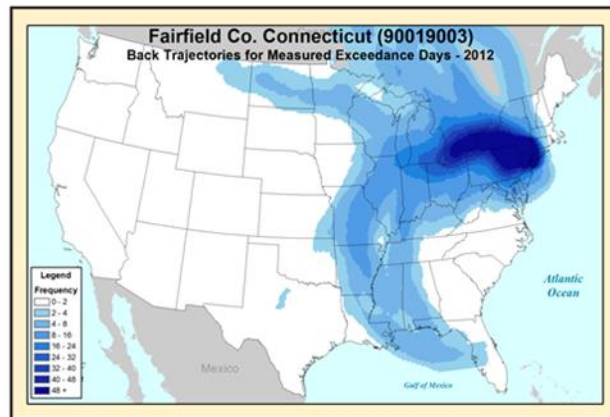 Fairfield Co. Connecticut (90019003)
Back Trajectories for Measured Exceedance Days - 2012
Legend
Frequency
0 - 2
2 - 4
4 - 8
8 - 16
16 - 24
24 - 32
32 - 40
40 - 48
48 +
Atlantic
Ocean
Mexico
Gulf of Mexico